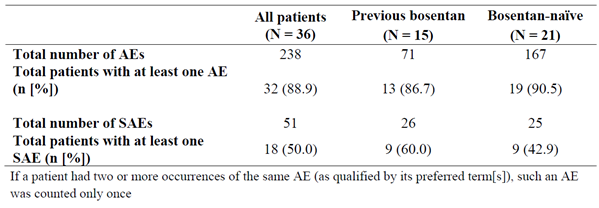 All patients Previous bosentan Bosentan-naïve
(N = 36) (N = 15) (N = 21)
Total number of AEs 238 71 167
Total patients with at least one AE
(n [%]) 32 (88.9) 13 (86.7) 19 (90.5)
Total number of SAEs 51 26 25
Total patients with at least one
SAE (n [%]) 18 (50.0) 9 (60.0) 9 (42.9)
If a patient had two or more occurrences of the same AE (as qualified by its preferred term[s]), such an AE
was counted only once